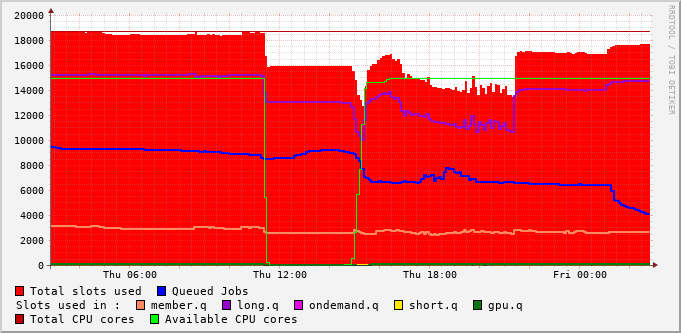 20000
18000
16000
14000
12000
10000
8000
6000
4000
2000
0
Thu 06:00 Thu 12:00 Thu 18:00 Fri 00:00
RRDTOOL / TOBI OETIKER
Total slots used Queued Jobs
Slots used in : member.q long.q ondemand.q short.q gpu.q
Total CPU cores Available CPU cores